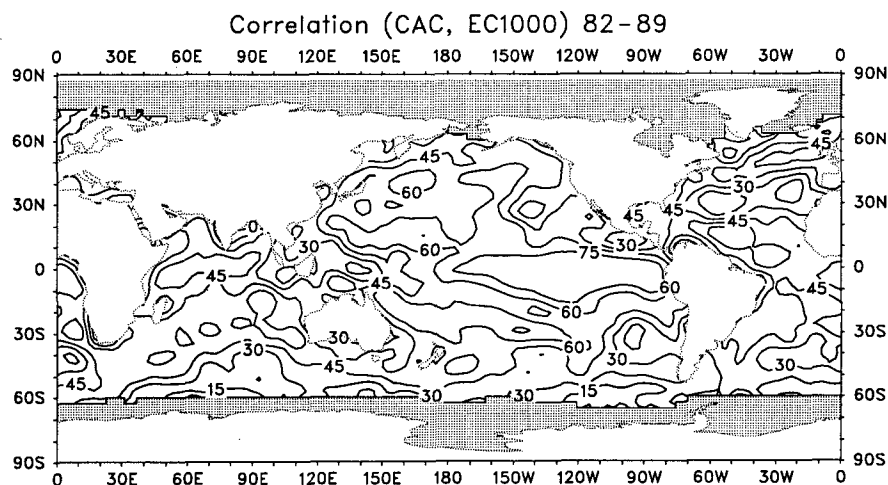 Correlation (CAC, EC1000) 82-89
0 30E 60E 90E 120E 150E 180 150W 120W 90W 60W 30W 0
90N 90N
45
60N 45 60N
45
60 30
30N 45 45 30N
0 30 60 75 30 45
0 45 45 60 0
45
30S 30 60 30S
30 45 30 30
60S 45 15 30 30 15 30 60S
90S 90S
0 30E 60E 90E 120E 150E 180 150W 120W 90W 60W 30W 0